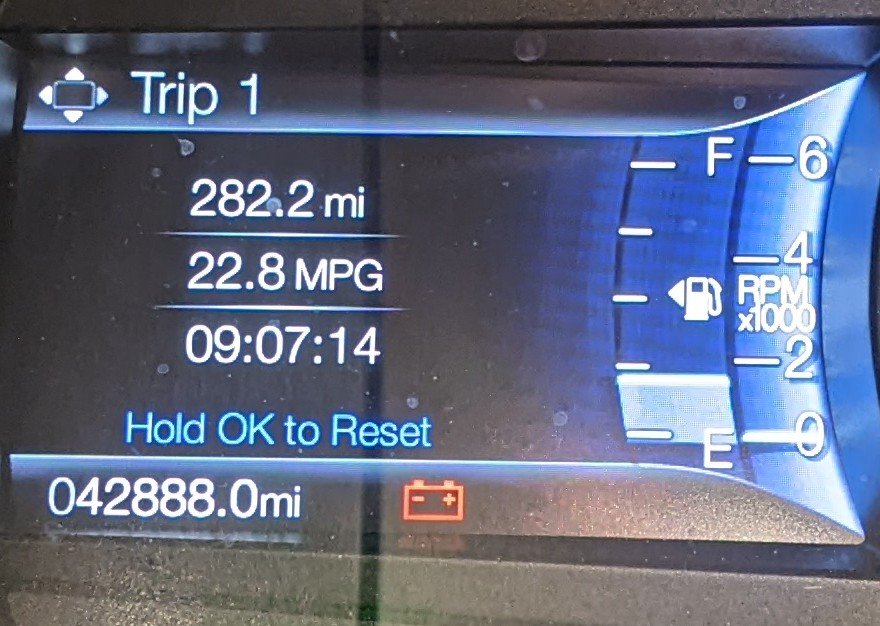 Trip 1
F 6
282.2 mi
4
22.8 MPG
RPM
x1000
09:07:14
2
Hold OK to Reset
E 0
042888.0mi
- +